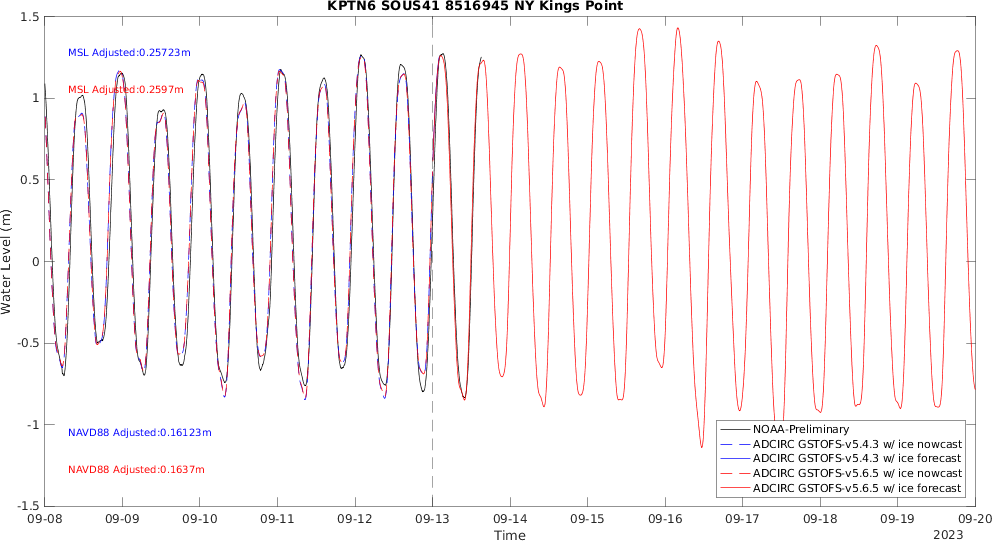 KPTN6 SOUS41 8516945 NY Kings Point
1.5
1
0.5
0
-0.5
-1
-1.5
Water Level (m)
MSL Adjusted:0.25723m
MSL Adjusted:0.2597m
NAVD88 Adjusted:0.16123m
NAVD88 Adjusted:0.1637m
NOAA-Preliminary
ADCIRC GSTOFS-v5.4.3 w/ ice nowcast
ADCIRC GSTOFS-v5.4.3 w/ ice forecast
ADCIRC GSTOFS-v5.6.5 w/ ice nowcast
ADCIRC GSTOFS-v5.6.5 w/ ice forecast
09-08 09-09 09-10 09-11 09-12 09-13 09-14 09-15 09-16 09-17 09-18 09-19 09-20
Time
2023